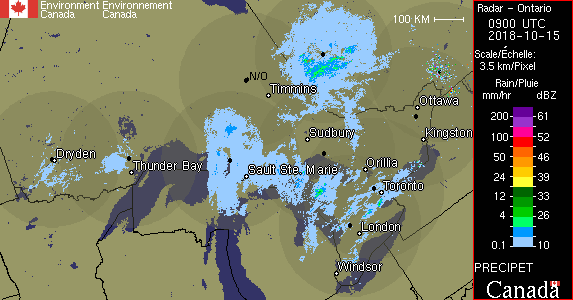 Environment Environnement
Canada Canada
100 KM
N/O
Timmins
Ottawa
Sudbury
Kingston
Dryden
Thunder Bay
Sault Ste. Marie
Orillia
Toronto
London
Windsor
Radar - Ontario
0900 UTC
2018-10-15
Scale/Échelle:
3.5 km/Pixel
Rain/Pluie
mm/hr dBZ
200 61
100 52
50 46
24 39
12 33
4 26
1 18
0.1 10
PRECIPET
Canada